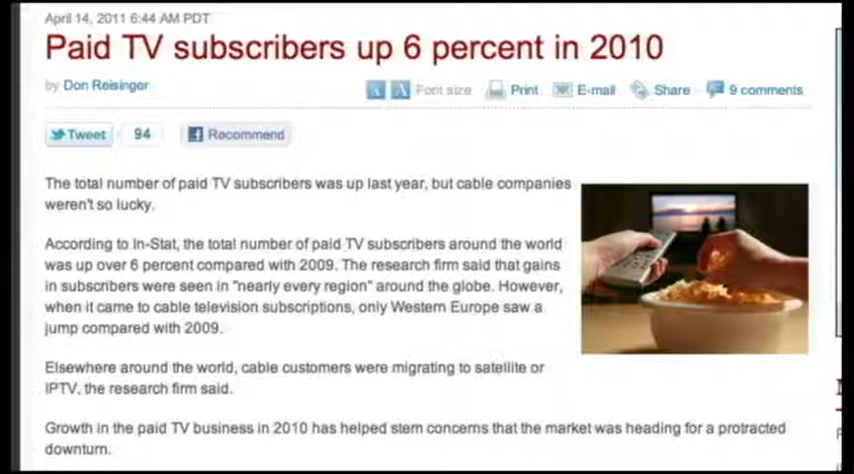 April 14, 2011 6:44 AM PDT
Paid TV subscribers up 6 percent in 2010
by Don Reisinger
A A Font size Print E-mail Share 9 comments
Tweet 94 Recommend
The total number of paid TV subscribers was up last year, but cable companies
weren't so lucky.
According to In-Stat, the total number of paid TV subscribers around the world
was up over 6 percent compared with 2009. The research firm said that gains
in subscribers were seen in "nearly every region" around the globe. However,
when it came to cable television subscriptions, only Western Europe saw a
jump compared with 2009.
Elsewhere around the world, cable customers were migrating to satellite or
IPTV, the research firm said.
Growth in the paid TV business in 2010 has helped stem concerns that the market was heading for a protracted
downturn.